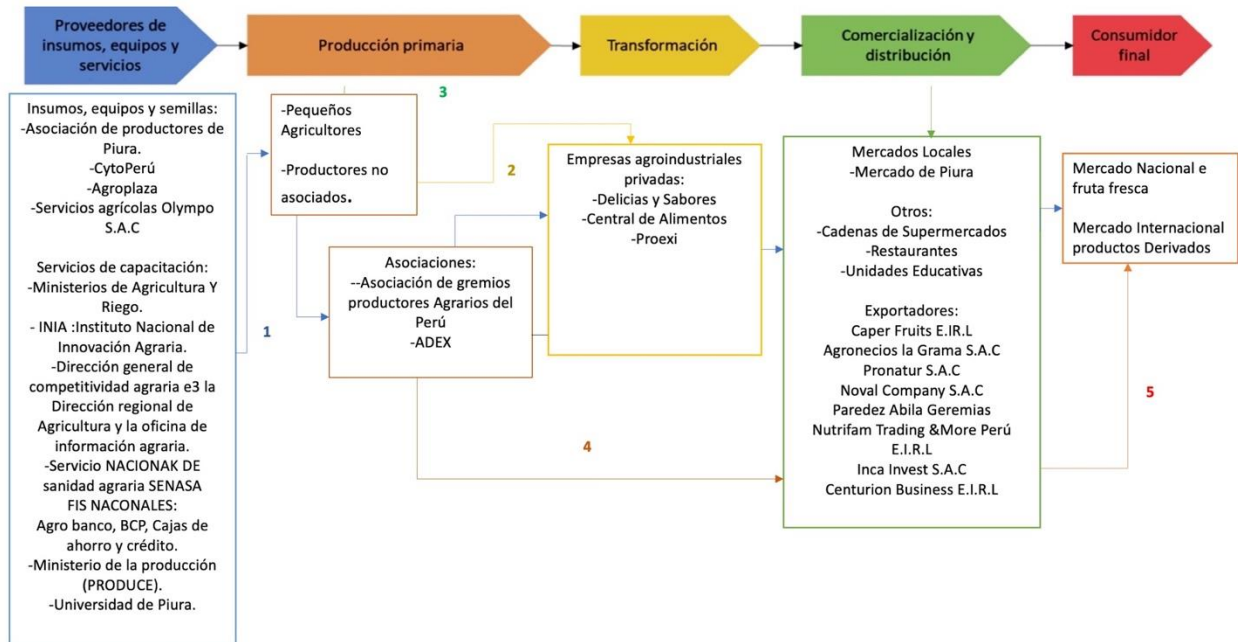 Proveedores de
insumos, equipos y
servicios
Producción primaria
Transformación
Comercialización y
distribución
Consumidor
final
Insumos, equipos y semillas:
-Asociación de productores de
Piura.
-CytoPerú
-Agroplaza
-Servicios agrícolas Olympo
S.A.C
Servicios de capacitación:
-Ministerios de Agricultura Y
Riego.
- INIA :Instituto Nacional de
Innovación Agraria.
-Dirección general de
competitividad agraria e3 la
Dirección regional de
Agricultura y la oficina de
información agraria.
-Servicio NACIONAK DE
sanidad agraria SENASA
FIS NACONALES:
Agro banco, BCP, Cajas de
ahorro y crédito.
-Ministerio de la producción
(PRODUCE).
-Universidad de Piura.
1
3
-Pequeños
Agricultores
-Productores no
asociados.
2
Asociaciones:
--Asociación de gremios
productores Agrarios del
Perú
-ADEX
4
Empresas agroindustriales
privadas:
-Delicias y Sabores
-Central de Alimentos
-Proexi
Mercados Locales
-Mercado de Piura
Otros:
-Cadenas de Supermercados
-Restaurantes
-Unidades Educativas
Exportadores:
Caper Fruits E.IR.L
Agronecios la Grama S.A.C
Pronatur S.A.C
Noval Company S.A.C
Paredez Abila Geremias
Nutrifam Trading &More Perú
E.I.R.L
Inca Invest S.A.C
Centurion Business E.I.R.L
Mercado Nacional e
fruta fresca
Mercado Internacional
productos Derivados
5